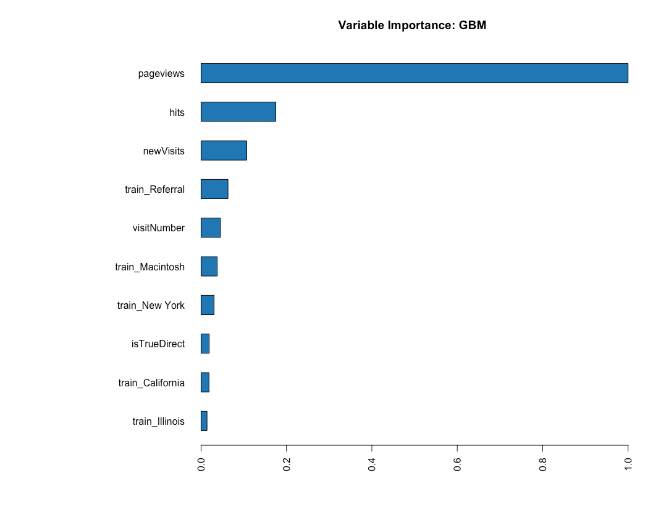 Variable Importance: GBM
pageviews
hits
newVisits
train_Referral
visitNumber
train_Macintosh
train_New York
isTrueDirect
train_California
train_Illinois
0.0
0.2
0.4
0.6
0.8
1.0